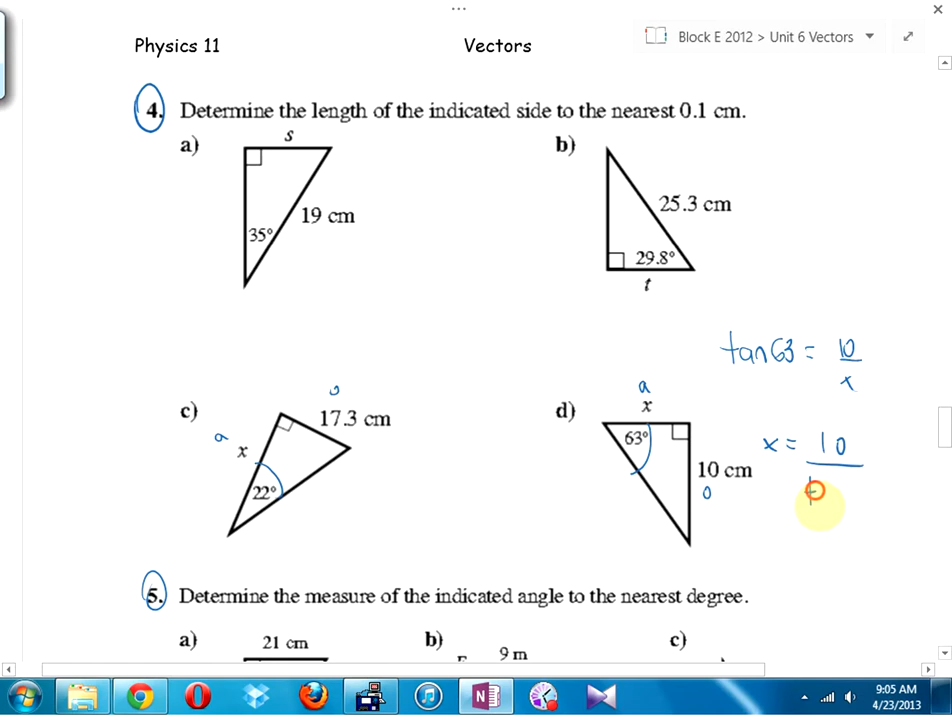 ...
Physics 11
Vectors
Block E 2012 > Unit 6 Vectors
4. Determine the length of the indicated side to the nearest 0.1 cm.
a)
s
35°
19 cm
b)
25.3 cm
29.8°
t
tan 63 = 10
x
c)
o
17.3 cm
a
x
22°
d)
a
x
63°
10 cm
o
x = 10
t
5. Determine the measure of the indicated angle to the nearest degree.
a)
21 cm
b)
9 m
c)
9:05 AM
4/23/2013